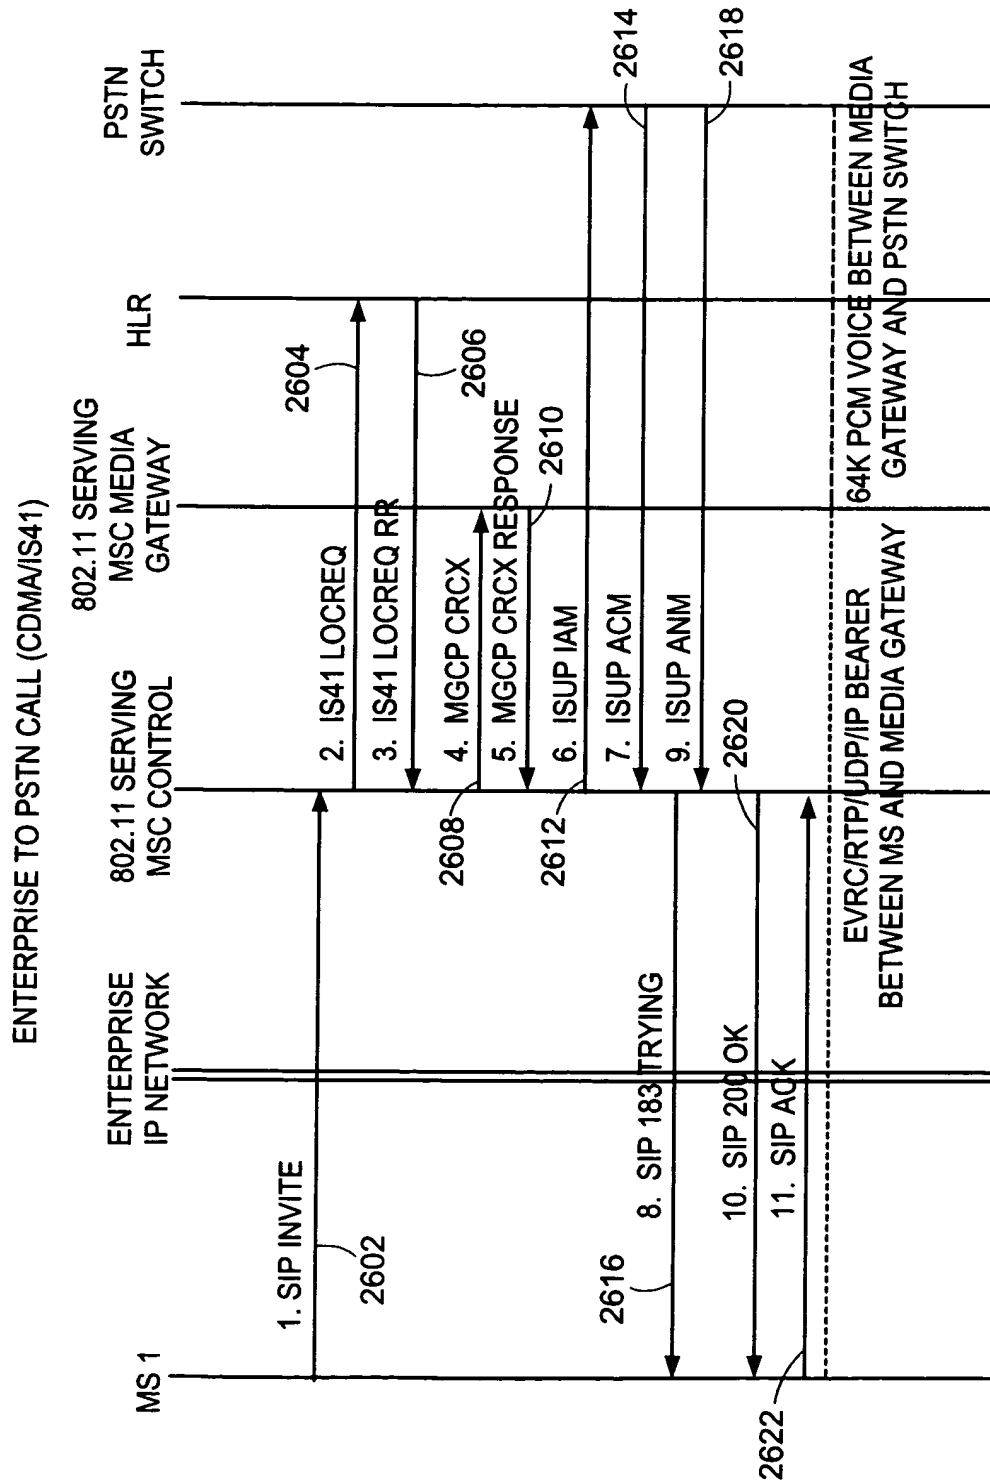 ENTERPRISE TO PSTN CALL (CDMA/IS41)
MS 1
ENTERPRISE
IP NETWORK
802.11 SERVING
MSC CONTROL
802.11 SERVING
MSC MEDIA
GATEWAY
HLR
PSTN
SWITCH
1. SIP INVITE
2602
2. IS41 LOCREQ
2604
3. IS41 LOCREQ RR
2606
4. MGCP CRCX
2608
5. MGCP CRCX RESPONSE
2610
6. ISUP IAM
2612
7. ISUP ACM
2614
8. SIP 183 TRYING
2616
9. ISUP ANM
2618
10. SIP 200 OK
2620
11. SIP ACK
2622
EVRC/RTP/UDP/IP BEARER
BETWEEN MS AND MEDIA GATEWAY
64K PCM VOICE BETWEEN MEDIA
GATEWAY AND PSTN SWITCH